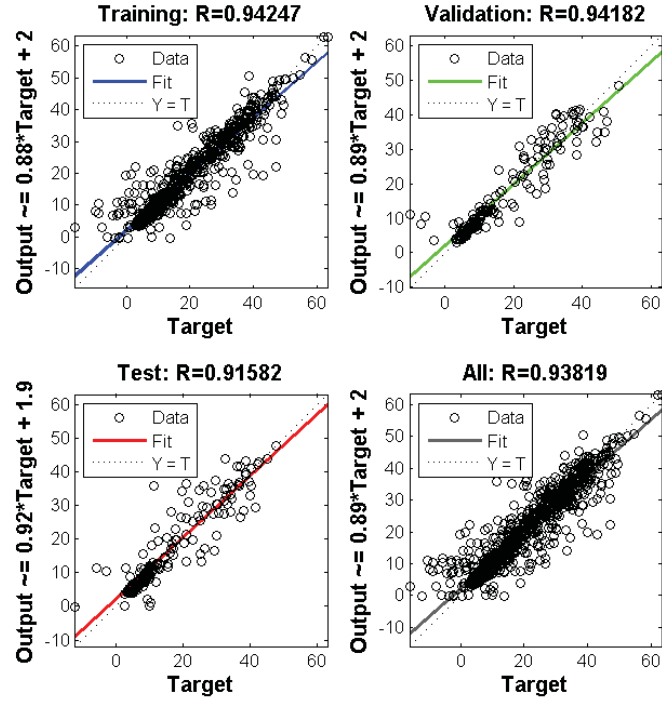 Training: R=0.94247
Output ~= 0.88*Target + 2
60
50
40
30
20
10
0
-10
Data
Fit
Y = T
0
20
40
60
Target
Validation: R=0.94182
Output ~= 0.89*Target + 2
60
50
40
30
20
10
0
-10
Data
Fit
Y = T
0
20
40
60
Target
Test: R=0.91582
Output ~= 0.92*Target + 1.9
60
50
40
30
20
10
0
-10
Data
Fit
Y = T
0
20
40
60
Target
All: R=0.93819
Output ~= 0.89*Target + 2
60
50
40
30
20
10
0
-10
Data
Fit
Y = T
0
20
40
60
Target